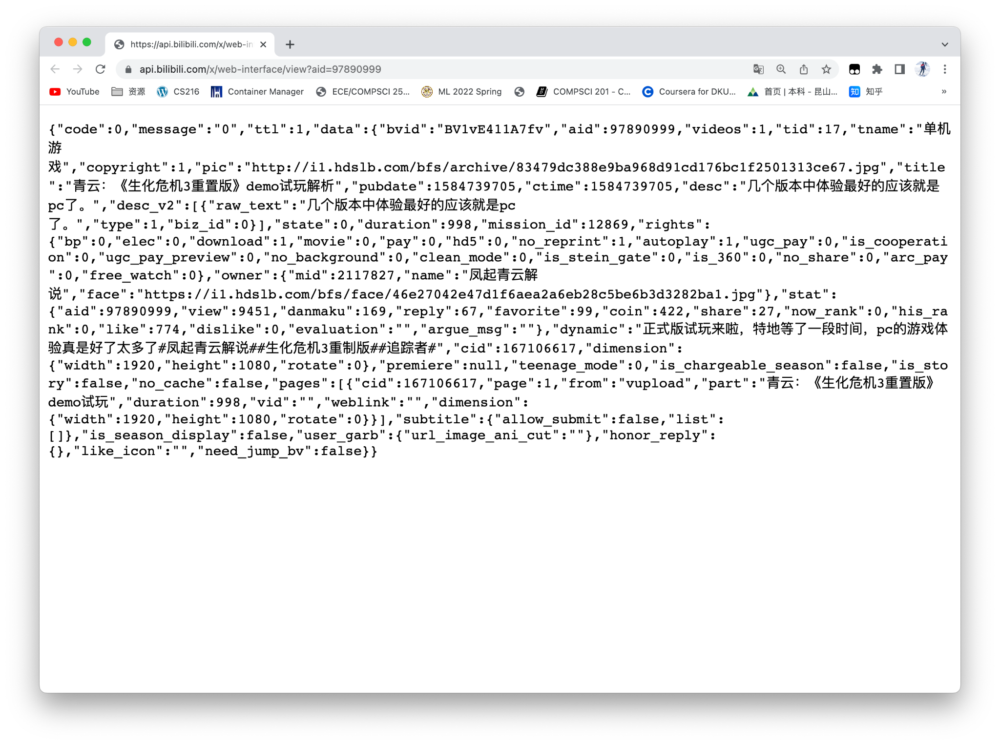 https://api.bilibili.com/x/web-in
api.bilibili.com/x/web-interface/view?aid=97890999
YouTube 资源 CS216 Container Manager ECE/COMPSCI 25... ML 2022 Spring COMPSCI 201 - C... Coursera for DKU... 首页 | 本科 - 昆山... 知 知乎 »
{"code":0,"message":"0","ttl":1,"data":{"bvid":"BV1vE411A7fv","aid":97890999,"videos":1,"tid":17,"tname":"单机
游
戏","copyright":1,"pic":"http://i1.hdslb.com/bfs/archive/83479dc388e9ba968d91cd176bc1f2501313ce67.jpg","title
":"青云：《生化危机3重置版》demo试玩解析","pubdate":1584739705,"ctime":1584739705,"desc":"几个版本中体验最好的应该就是
pc了。","desc_v2":[{"raw_text":"几个版本中体验最好的应该就是pc
了。","type":1,"biz_id":0}],"state":0,"duration":998,"mission_id":12869,"rights":
{"bp":0,"elec":0,"download":1,"movie":0,"pay":0,"hd5":0,"no_reprint":1,"autoplay":1,"ugc_pay":0,"is_cooperati
on":0,"ugc_pay_preview":0,"no_background":0,"clean_mode":0,"is_stein_gate":0,"is_360":0,"no_share":0,"arc_pay
":0,"free_watch":0},"owner":{"mid":2117827,"name":"凤起青云解
说","face":"https://i1.hdslb.com/bfs/face/46e27042e47d1f6aea2a6eb28c5be6b3d3282ba1.jpg"},"stat":
{"aid":97890999,"view":9451,"danmaku":169,"reply":67,"favorite":99,"coin":422,"share":27,"now_rank":0,"his_ra
nk":0,"like":774,"dislike":0,"evaluation":"","argue_msg":""},"dynamic":"正式版试玩来啦，特地等了一段时间，pc的游戏体
验真是好了太多了#凤起青云解说##生化危机3重制版##追踪者#","cid":167106617,"dimension":
{"width":1920,"height":1080,"rotate":0},"premiere":null,"teenage_mode":0,"is_chargeable_season":false,"is_sto
ry":false,"no_cache":false,"pages":[{"cid":167106617,"page":1,"from":"vupload","part":"青云：《生化危机3重置版》
demo试玩","duration":998,"vid":"","weblink":"","dimension":
{"width":1920,"height":1080,"rotate":0}}],"subtitle":{"allow_submit":false,"list":
[]},"is_season_display":false,"user_garb":{"url_image_ani_cut":""},"honor_reply":
{},"like_icon":"","need_jump_bv":false}}